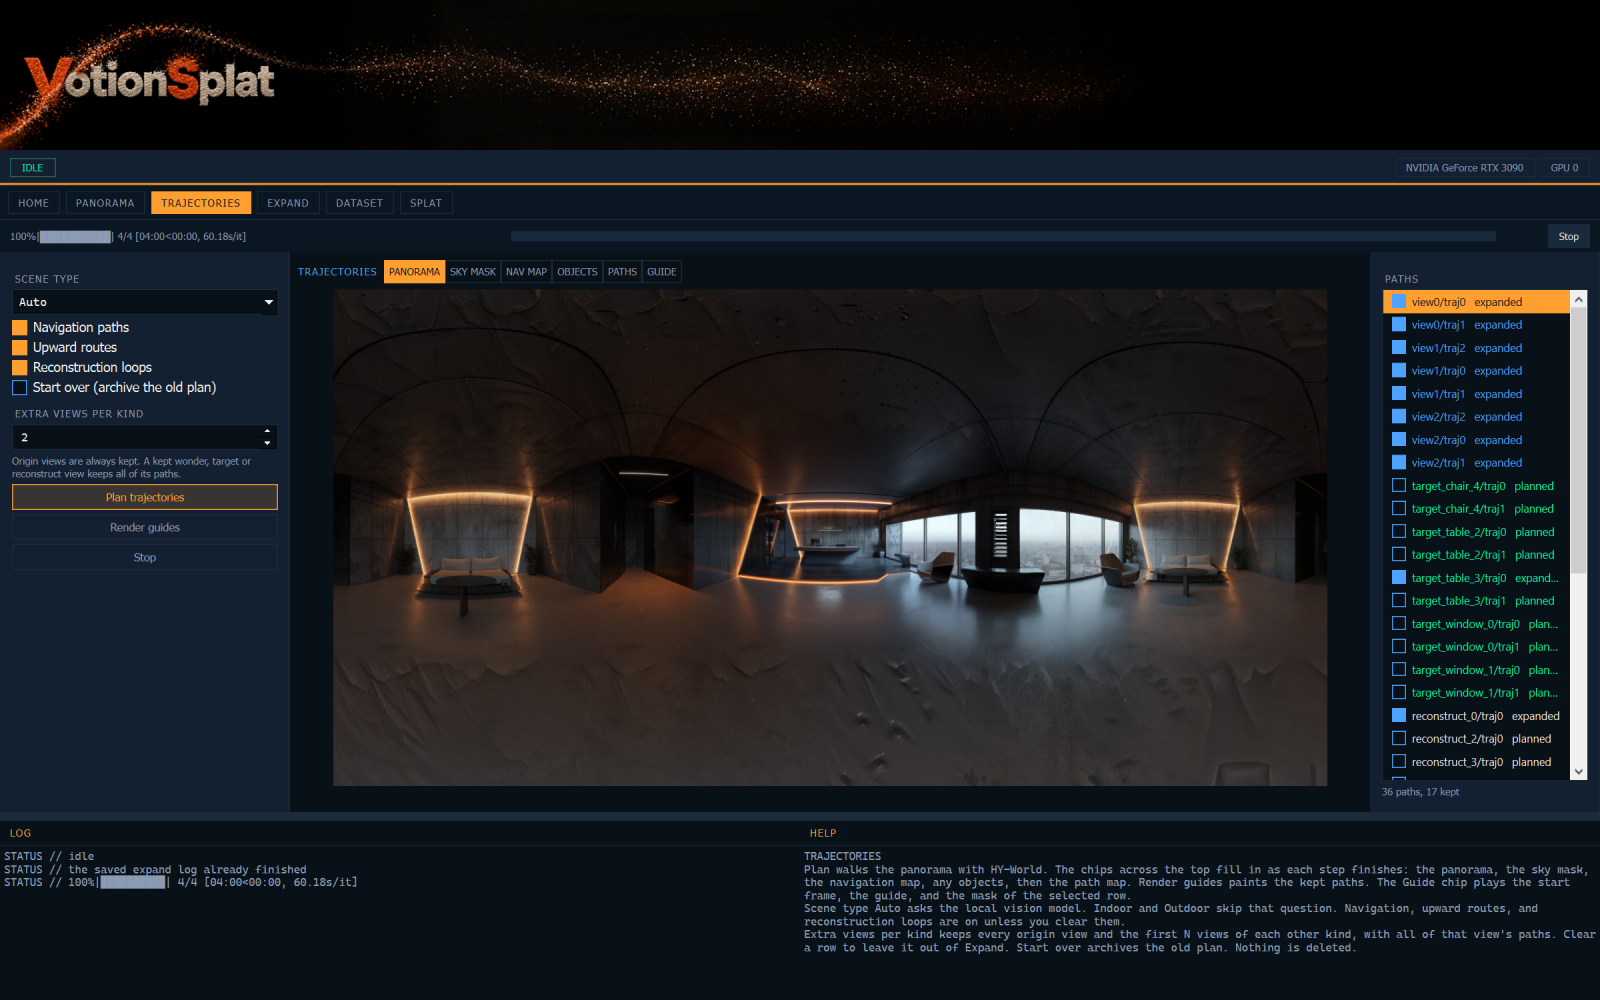 VotionSplat
IDLE
NVIDIA GeForce RTX 3090
GPU 0
HOME
PANORAMA
TRAJECTORIES
EXPAND
DATASET
SPLAT
100%| | 4/4 [04:00<00:00, 60.18s/it]
Stop
SCENE TYPE
Auto
Navigation paths
Upward routes
Reconstruction loops
Start over (archive the old plan)
EXTRA VIEWS PER KIND
2
Origin views are always kept. A kept wonder, target or
reconstruct view keeps all of its paths.
Plan trajectories
Render guides
Stop
TRAJECTORIES
PANORAMA
SKY MASK
NAV MAP
OBJECTS
PATHS
GUIDE
PATHS
view0/traj0 expanded
view0/traj1 expanded
view1/traj2 expanded
view1/traj0 expanded
view1/traj1 expanded
view2/traj2 expanded
view2/traj0 expanded
view2/traj1 expanded
target_chair_4/traj0 planned
target_chair_4/traj1 planned
target_table_2/traj0 planned
target_table_2/traj1 planned
target_table_3/traj0 expand...
target_table_3/traj1 planned
target_window_0/traj0 plan...
target_window_0/traj1 plan...
target_window_1/traj0 plan...
target_window_1/traj1 plan...
reconstruct_0/traj0 expanded
reconstruct_2/traj0 planned
reconstruct_3/traj0 planned
36 paths, 17 kept
LOG
STATUS // idle
STATUS // the saved expand log already finished
STATUS // 100%| | 4/4 [04:00<00:00, 60.18s/it]
HELP
TRAJECTORIES
Plan walks the panorama with HY-World. The chips across the top fill in as each step finishes: the panorama, the sky mask,
the navigation map, any objects, then the path map. Render guides paints the kept paths. The Guide chip plays the start
frame, the guide, and the mask of the selected row.
Scene type Auto asks the local vision model. Indoor and Outdoor skip that question. Navigation, upward routes, and
reconstruction loops are on unless you clear them.
Extra views per kind keeps every origin view and the first N views of each other kind, with all of that view's paths. Clear
a row to leave it out of Expand. Start over archives the old plan. Nothing is deleted.